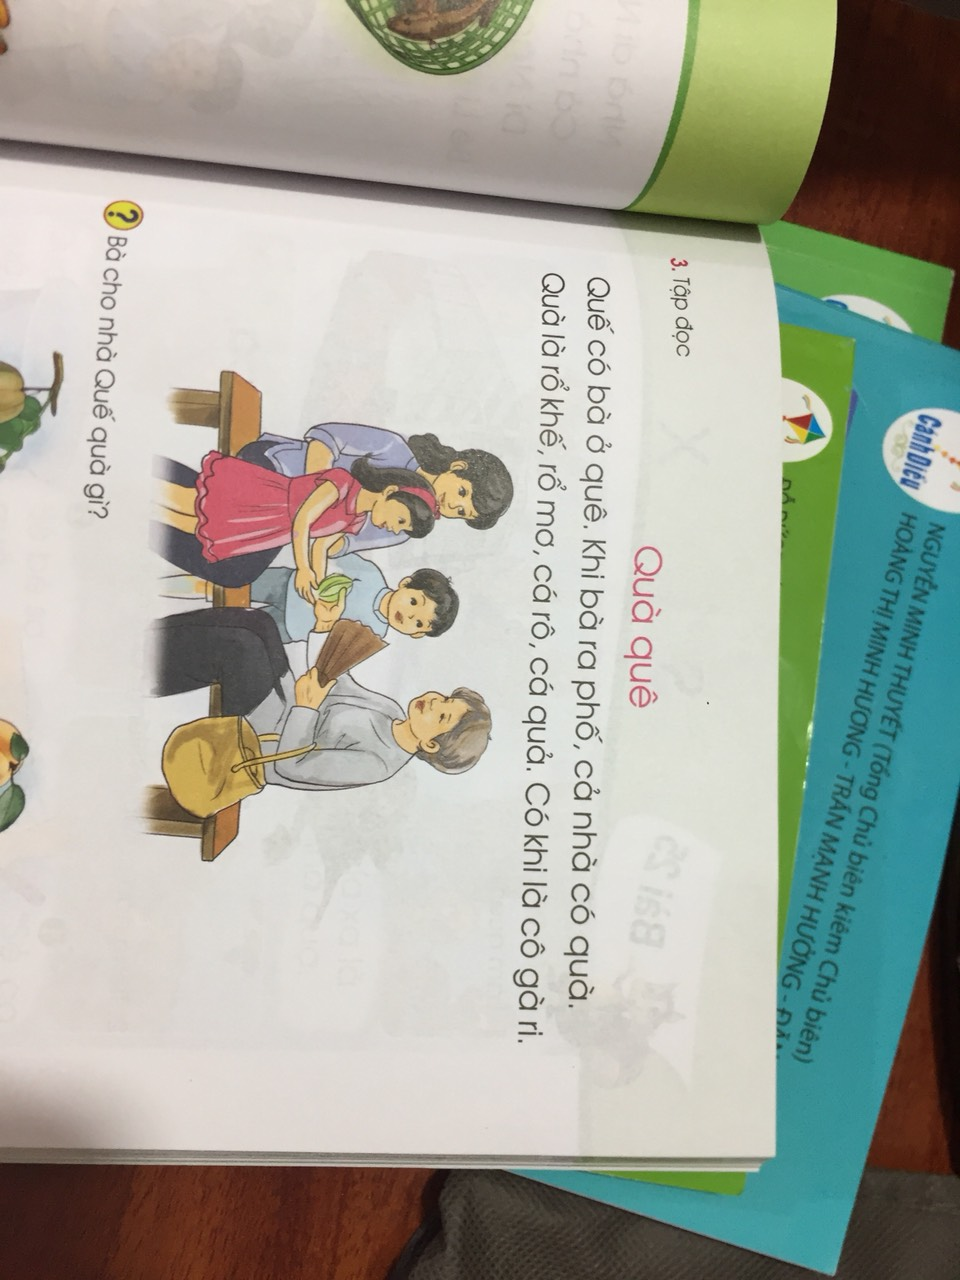 3. Tập đọc
Quà quê
Quế có bà ở quê. Khi bà ra phố, cả nhà có quà.
Quà là rổ khế, rổ mơ, cá rô, cá quả. Có khi là cô gà ri.
? Bà cho nhà Quế quà gì?
Cánh Diều
NGUYỄN MINH THUYẾT (Tổng Chủ biên kiêm Chủ biên)
HOÀNG THỊ MINH HƯƠNG - TRẦN MẠNH HƯỞNG -